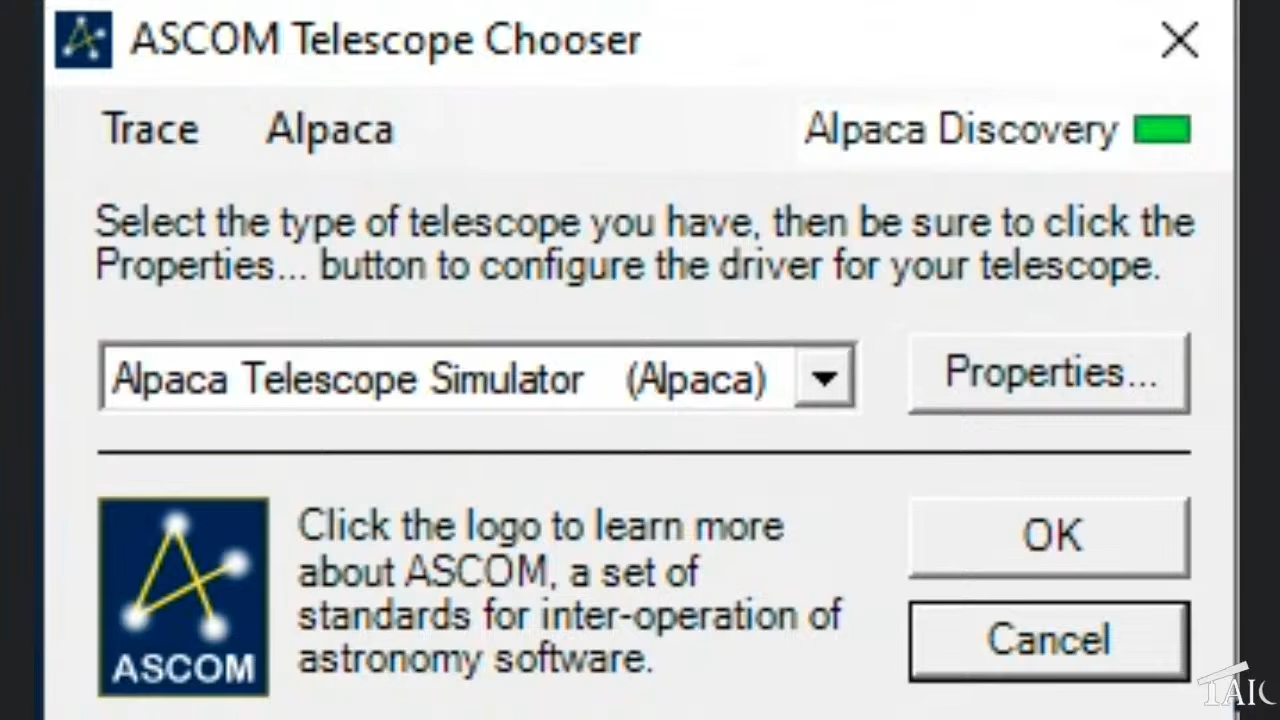 ASCOM Telescope Chooser
Trace Alpaca Alpaca Discovery
Select the type of telescope you have, then be sure to click the
Properties... button to configure the driver for your telescope.
Alpaca Telescope Simulator (Alpaca) Properties...
Click the logo to learn more
about ASCOM, a set of
standards for inter-operation of
astronomy software.
ASCOM
OK
Cancel